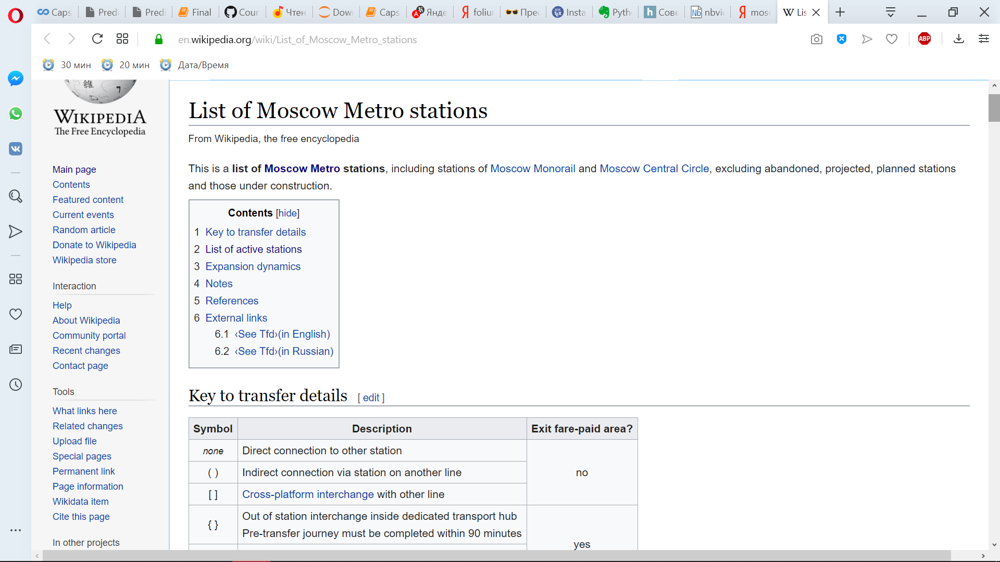 Caps
Predi
Predi
Final
Cour
Чтен
Dow
Caps
Янде
foliu
Прес
Insta
Pyth
Сове
nbvi
mosc
Lis
en.wikipedia.org/wiki/List_of_Moscow_Metro_stations
ABP
30 мин
20 мин
Дата/Время
WIKIPEDIA
The Free Encyclopedia
Main page
Contents
Featured content
Current events
Random article
Donate to Wikipedia
Wikipedia store
Interaction
Help
About Wikipedia
Community portal
Recent changes
Contact page
Tools
What links here
Related changes
Upload file
Special pages
Permanent link
Page information
Wikidata item
Cite this page
In other projects
List of Moscow Metro stations
From Wikipedia, the free encyclopedia
This is a list of Moscow Metro stations, including stations of Moscow Monorail and Moscow Central Circle, excluding abandoned, projected, planned stations
and those under construction.
Contents [hide]
1 Key to transfer details
2 List of active stations
3 Expansion dynamics
4 Notes
5 References
6 External links
6.1 ‹See Tfd›(in English)
6.2 ‹See Tfd›(in Russian)
Key to transfer details [ edit ]
Symbol Description Exit fare-paid area?
none Direct connection to other station
( ) Indirect connection via station on another line no
[ ] Cross-platform interchange with other line
{ } Out of station interchange inside dedicated transport hub
Pre-transfer journey must be completed within 90 minutes
yes